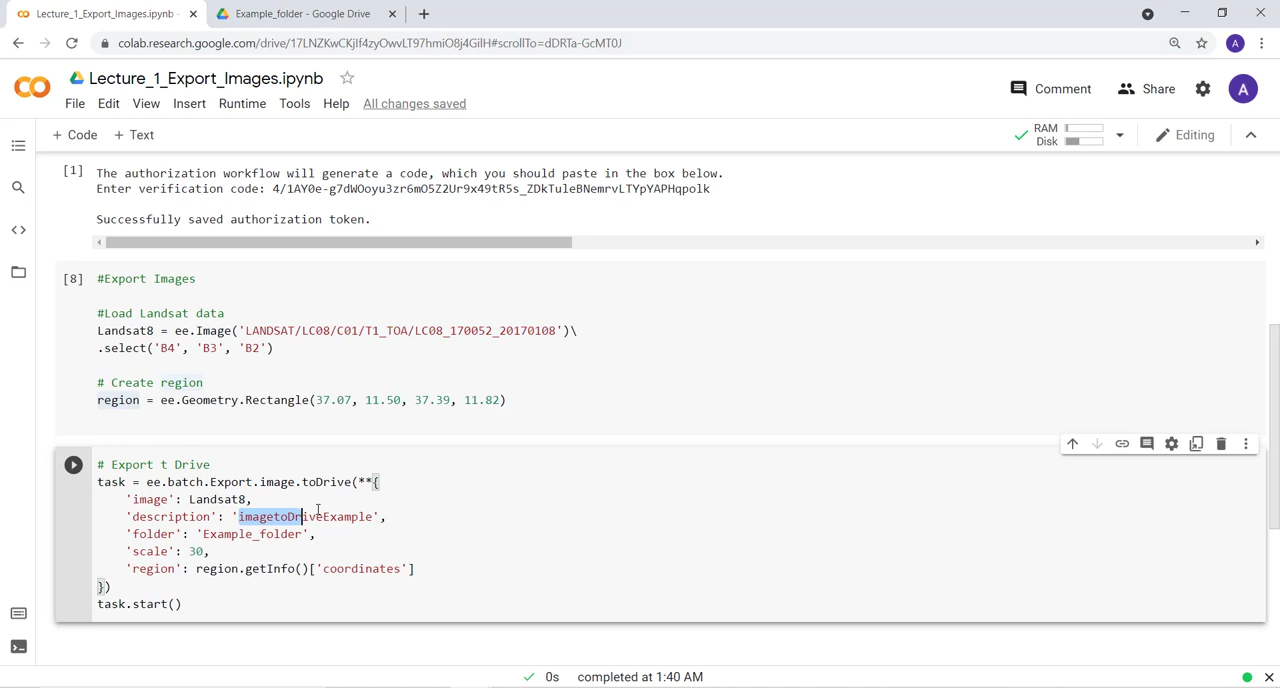 Lecture_1_Export_Images.ipynb -
Example_folder - Google Drive
colab.research.google.com/drive/17LNZKwCKjlf4zyOwvLT97hmiO8j4GilH#scrollTo=dDRTa-GcMT0J
A
Lecture_1_Export_Images.ipynb
File Edit View Insert Runtime Tools Help All changes saved
Comment Share A
+ Code + Text
RAM
Disk
Editing
[1] The authorization workflow will generate a code, which you should paste in the box below.
Enter verification code: 4/1AY0e-g7dWOoyu3zr6mO5Z2Ur9x49tR5s_ZDkTuleBNemrvLTYpYAPHqpolk
Successfully saved authorization token.
[8] #Export Images
#Load Landsat data
Landsat8 = ee.Image('LANDSAT/LC08/C01/T1_TOA/LC08_170052_20170108')\
.select('B4', 'B3', 'B2')
# Create region
region = ee.Geometry.Rectangle(37.07, 11.50, 37.39, 11.82)
# Export t Drive
task = ee.batch.Export.image.toDrive(**{
'image': Landsat8,
'description': 'imagetoDriveExample',
'folder': 'Example_folder',
'scale': 30,
'region': region.getInfo()['coordinates']
})
task.start()
0s completed at 1:40 AM